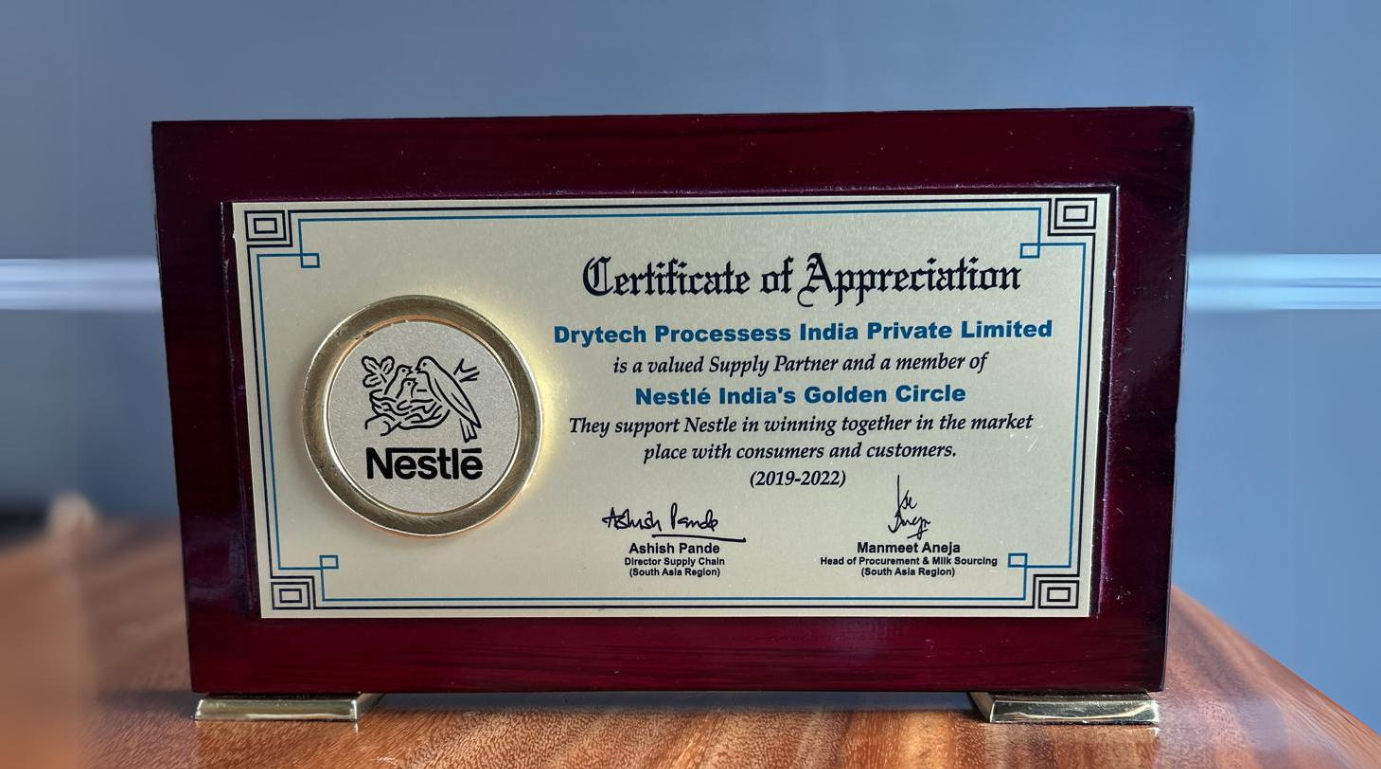 Certificate of Appreciation
Drytech Processess India Private Limited
is a valued Supply Partner and a member of
Nestlé India's Golden Circle
They support Nestle in winning together in the market
place with consumers and customers.
(2019-2022)
Nestlé
Ashish Pande
Ashish Pande
Director Supply Chain
(South Asia Region)
Manmeet Aneja
Head of Procurement & Milk Sourcing
(South Asia Region)